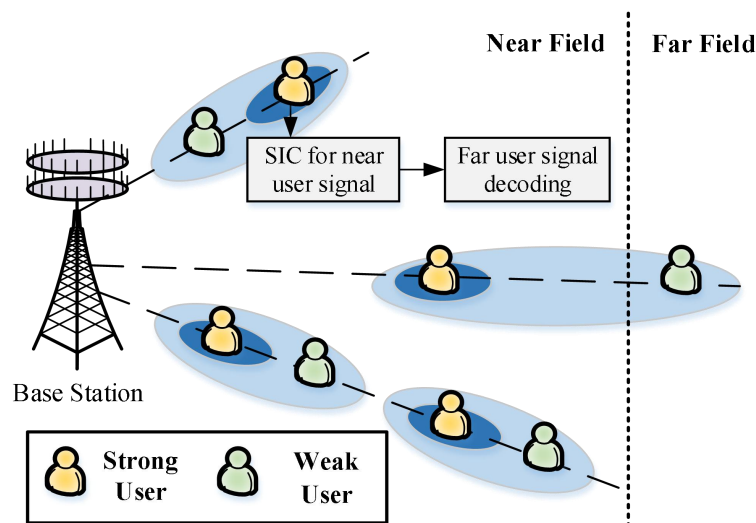 Near Field
Far Field
SIC for near
user signal
Far user signal
decoding
Base Station
Strong
User
Weak
User